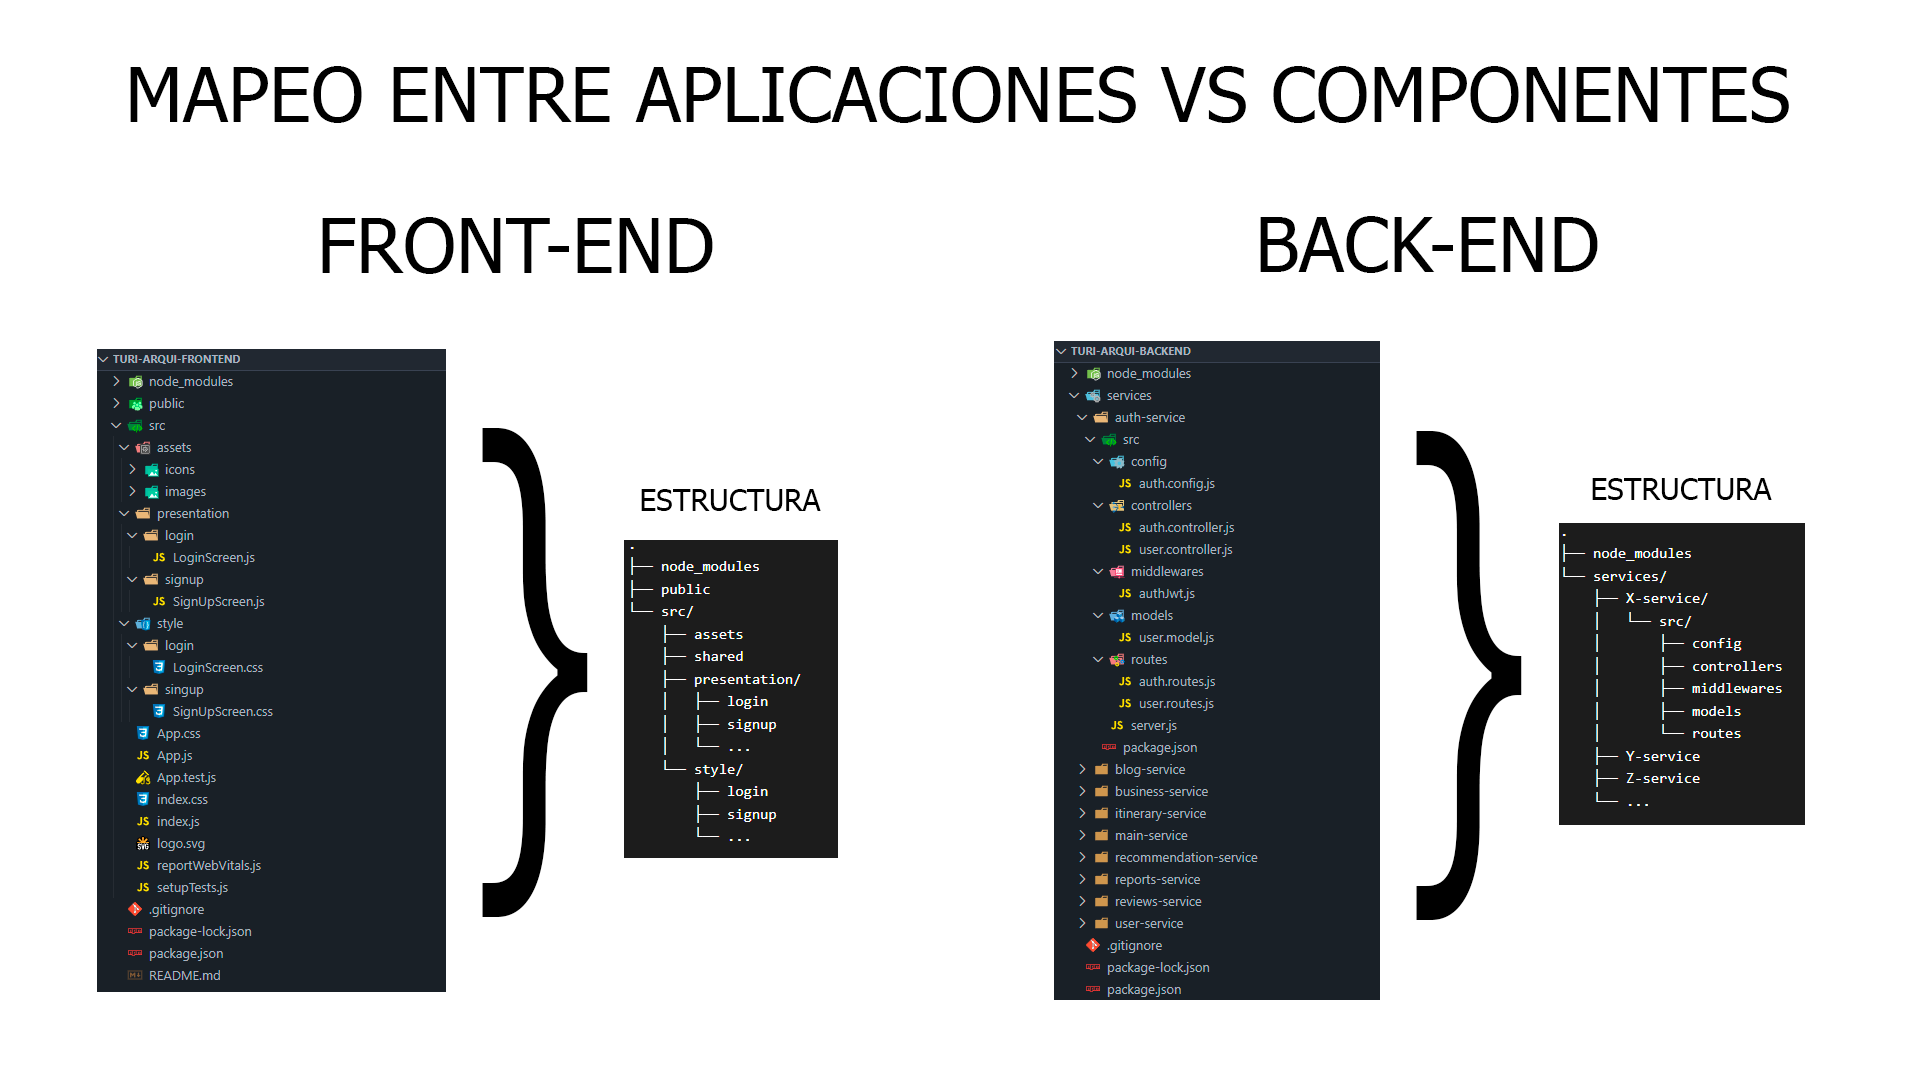 MAPEO ENTRE APLICACIONES VS COMPONENTES
FRONT-END
TURI-ARQUI-FRONTEND
node_modules
public
src
assets
icons
images
presentation
login
JS LoginScreen.js
signup
JS SignUpScreen.js
style
login
LoginScreen.css
singup
SignUpScreen.css
App.css
JS App.js
App.test.js
index.css
JS index.js
SVG logo.svg
JS reportWebVitals.js
JS setupTests.js
.gitignore
package-lock.json
package.json
README.md
ESTRUCTURA
.
├── node_modules
├── public
└── src/
    ├── assets
    ├── shared
    ├── presentation/
    │   ├── login
    │   ├── signup
    │   └── ...
    └── style/
        ├── login
        ├── signup
        └── ...
BACK-END
TURI-ARQUI-BACKEND
node_modules
services
auth-service
src
config
JS auth.config.js
controllers
JS auth.controller.js
JS user.controller.js
middlewares
JS authJwt.js
models
JS user.model.js
routes
JS auth.routes.js
JS user.routes.js
JS server.js
package.json
blog-service
business-service
itinerary-service
main-service
recommendation-service
reports-service
reviews-service
user-service
.gitignore
package-lock.json
package.json
ESTRUCTURA
.
├── node_modules
└── services/
    ├── X-service/
    │   └── src/
    │       ├── config
    │       ├── controllers
    │       ├── middlewares
    │       ├── models
    │       └── routes
    ├── Y-service
    ├── Z-service
    └── ...